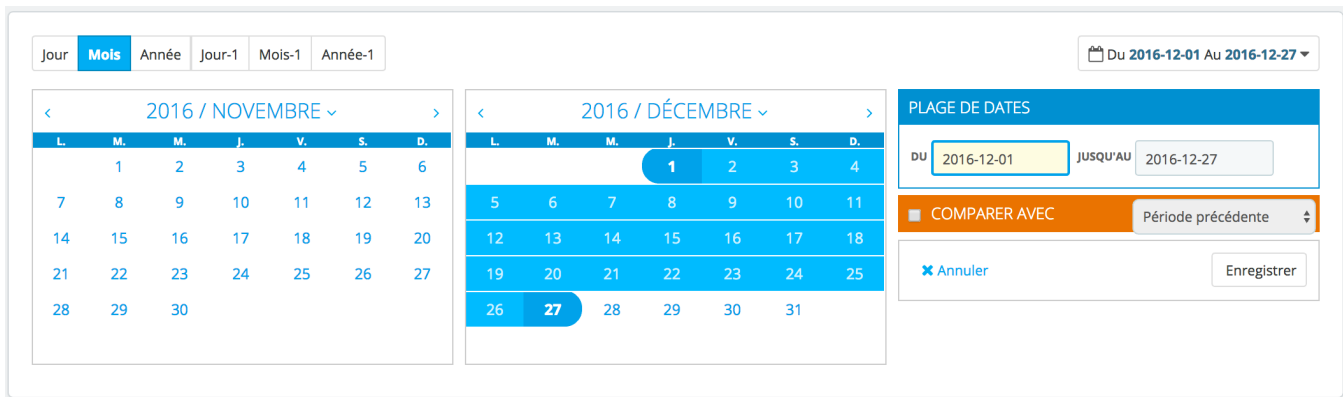 Jour Mois Année Jour-1 Mois-1 Année-1
Du 2016-12-01 Au 2016-12-27
2016 / NOVEMBRE
L. M. M. J. V. S. D.
1 2 3 4 5 6
7 8 9 10 11 12 13
14 15 16 17 18 19 20
21 22 23 24 25 26 27
28 29 30
2016 / DÉCEMBRE
L. M. M. J. V. S. D.
1 2 3 4
5 6 7 8 9 10 11
12 13 14 15 16 17 18
19 20 21 22 23 24 25
26 27 28 29 30 31
PLAGE DE DATES
DU 2016-12-01 JUSQU'AU 2016-12-27
COMPARER AVEC Période précédente
Annuler Enregistrer